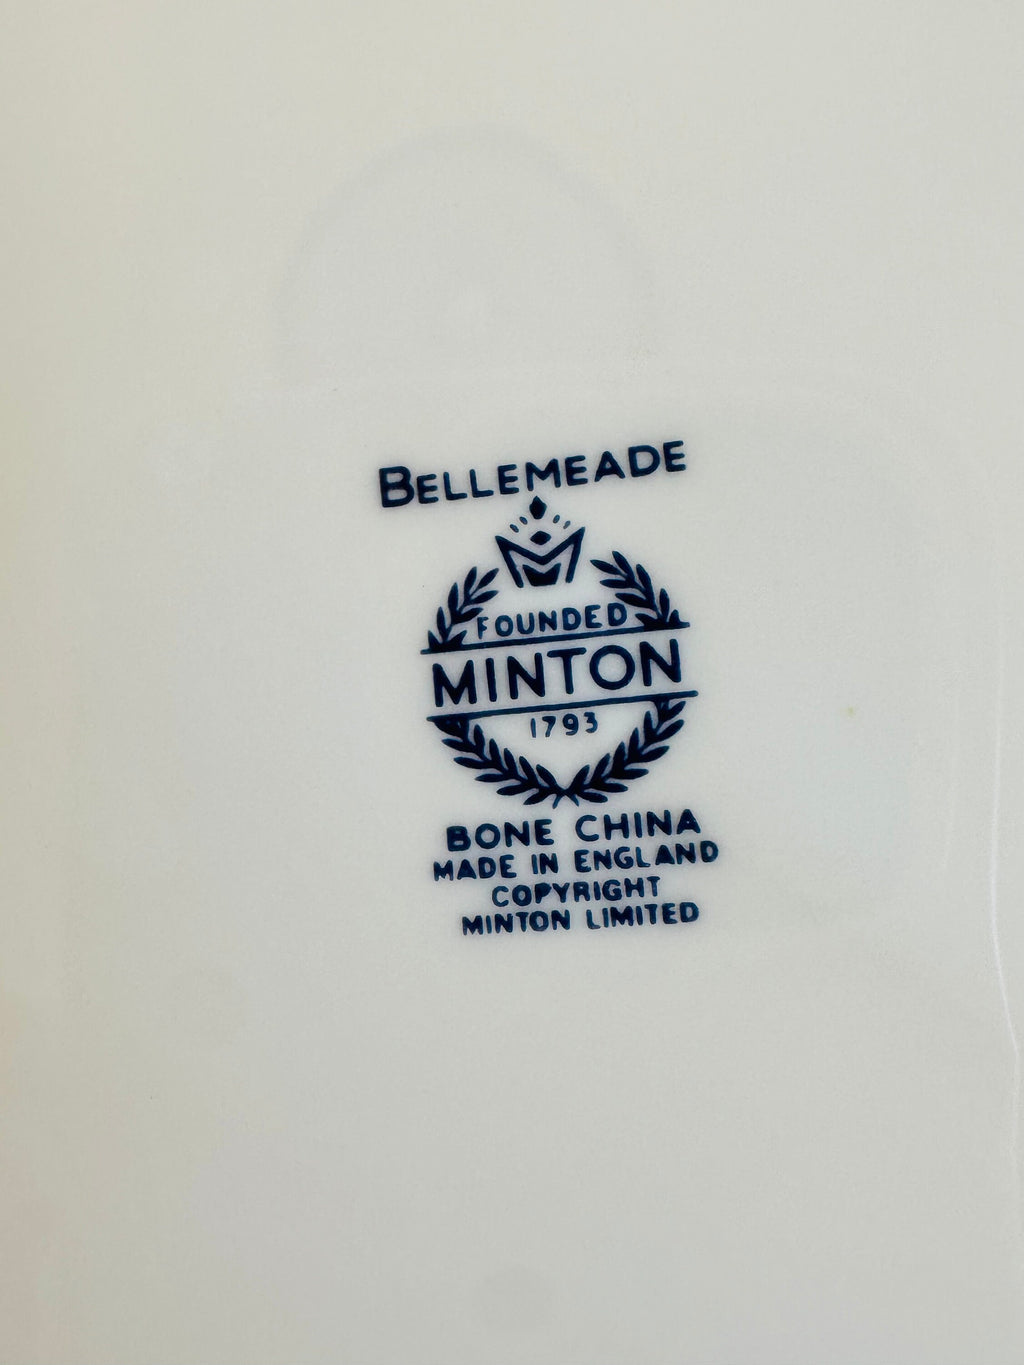 BELLEMEADE
FOUNDED
MINTON
1793
BONE CHINA
MADE IN ENGLAND
COPYRIGHT
MINTON LIMITED